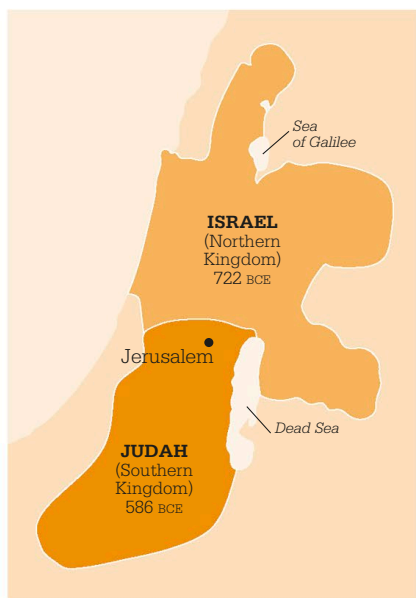 Sea
of Galilee
ISRAEL
(Northern
Kingdom)
722 BCE
Jerusalem
Dead Sea
JUDAH
(Southern
Kingdom)
586 BCE